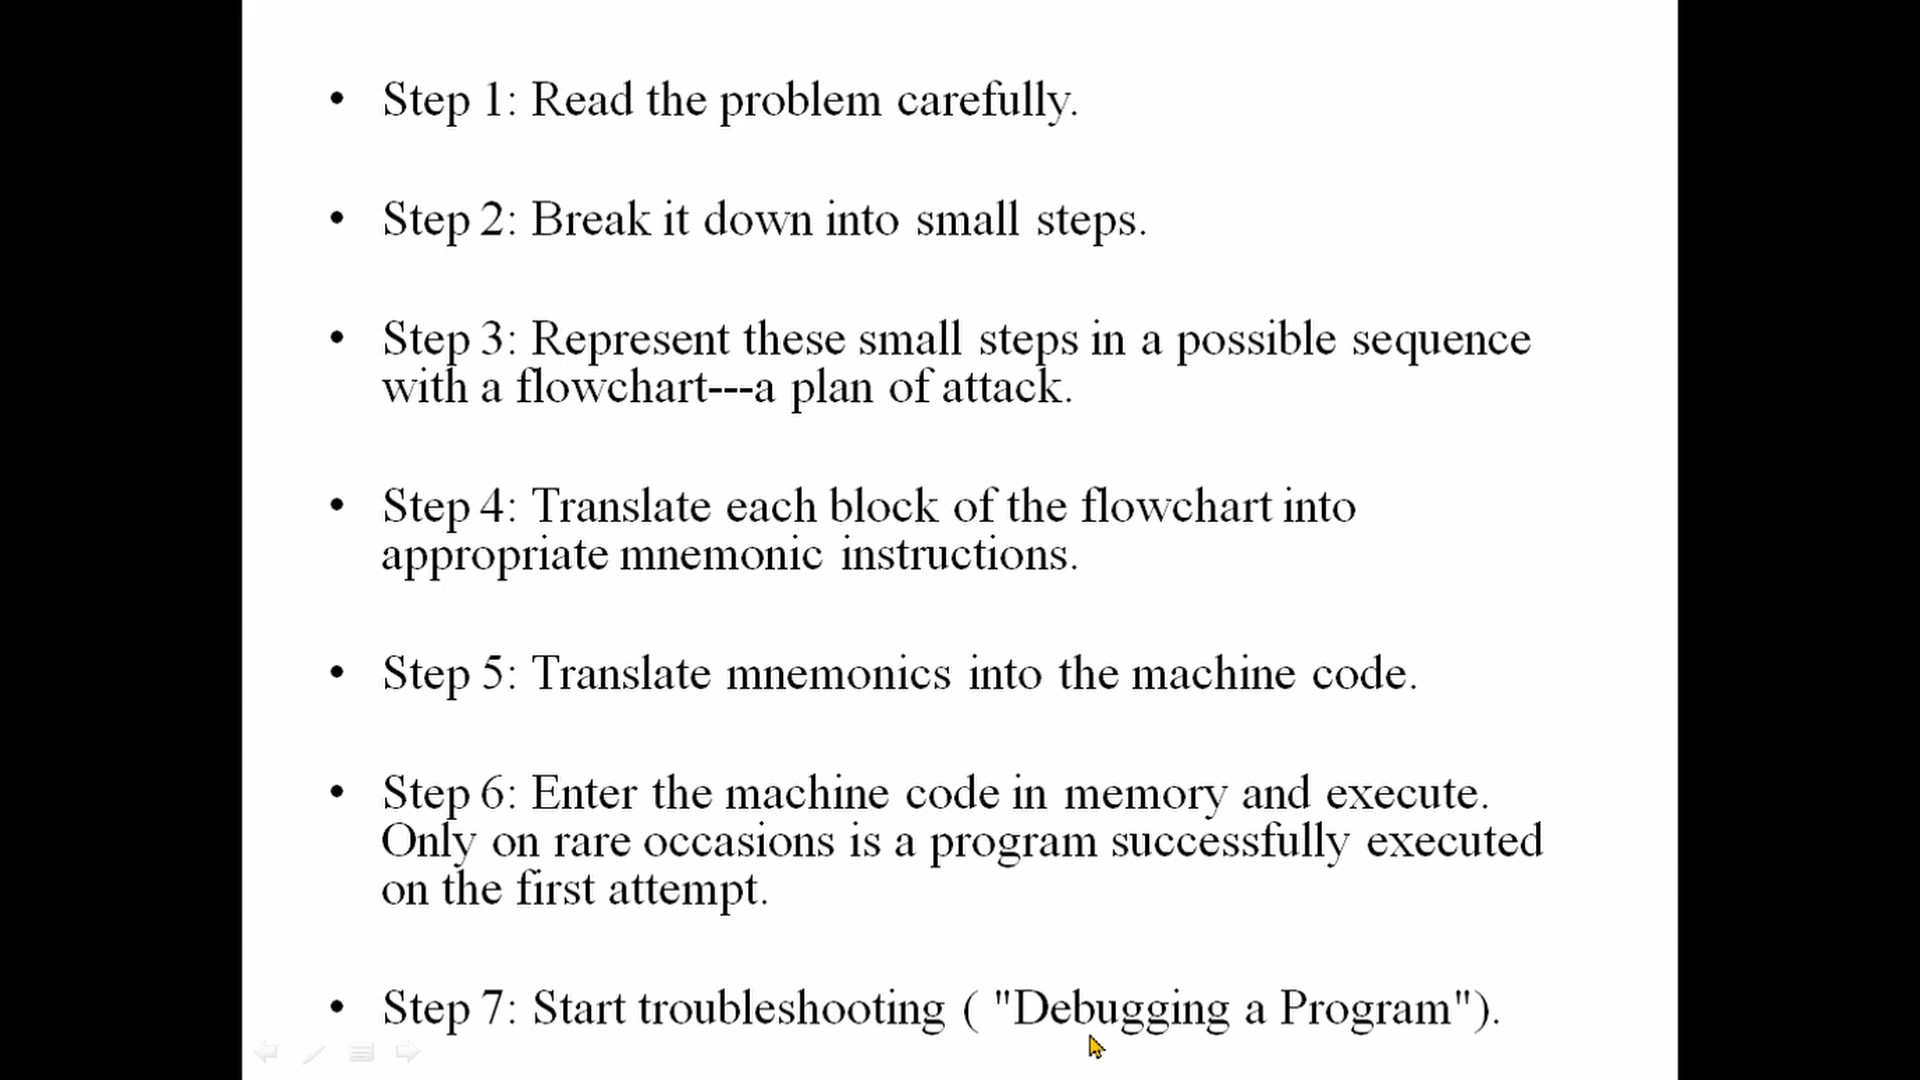 • Step 1: Read the problem carefully.
• Step 2: Break it down into small steps.
• Step 3: Represent these small steps in a possible sequence
with a flowchart---a plan of attack.
• Step 4: Translate each block of the flowchart into
appropriate mnemonic instructions.
• Step 5: Translate mnemonics into the machine code.
• Step 6: Enter the machine code in memory and execute.
Only on rare occasions is a program successfully executed
on the first attempt.
• Step 7: Start troubleshooting ( "Debugging a Program").